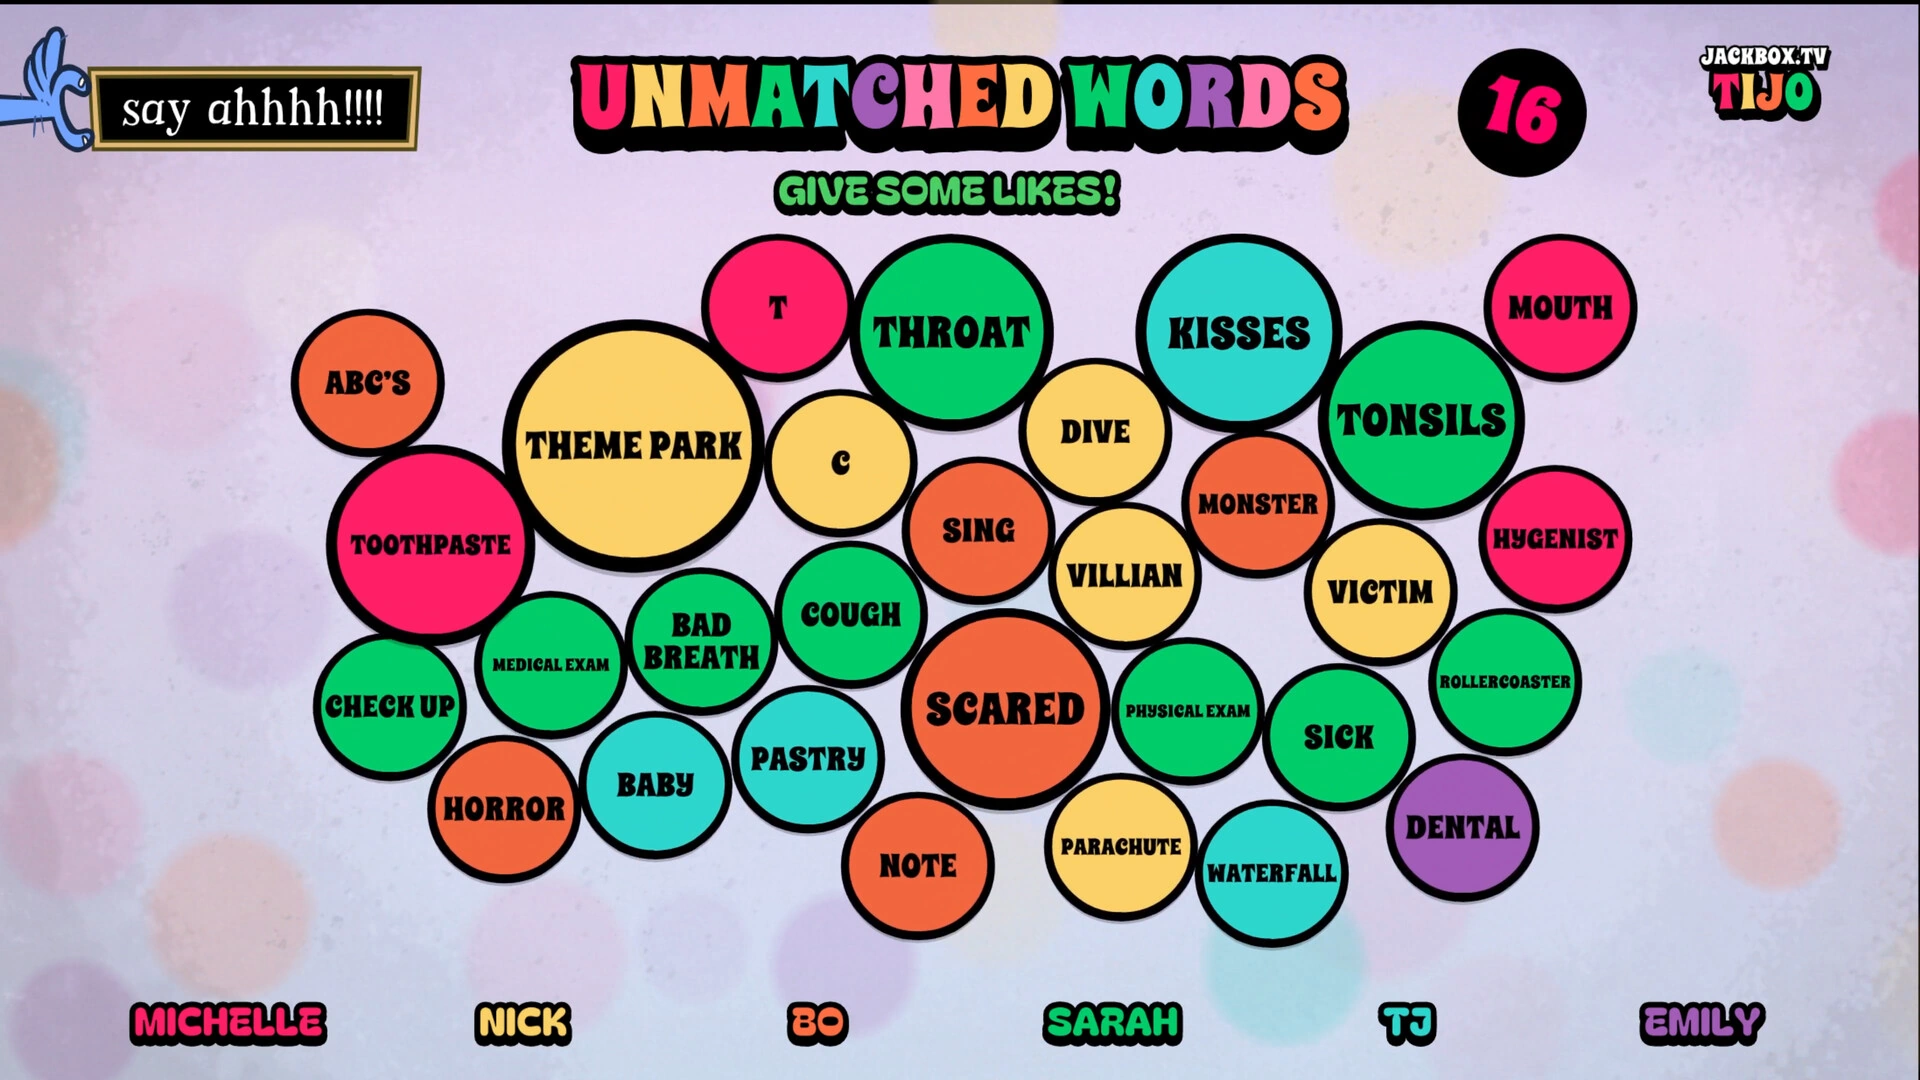 say ahhhh!!!!
UNMATCHED WORDS
16
JACKBOX.TV
TIJO
GIVE SOME LIKES!
T
THROAT
KISSES
MOUTH
ABC'S
THEME PARK
C
DIVE
TONSILS
TOOTHPASTE
SING
MONSTER
HYGENIST
VILLIAN
VICTIM
MEDICAL EXAM
BAD
BREATH
COUGH
CHECK UP
SCARED
PHYSICAL EXAM
SICK
ROLLERCOASTER
HORROR
BABY
PASTRY
NOTE
PARACHUTE
WATERFALL
DENTAL
MICHELLE
NICK
BO
SARAH
TJ
EMILY